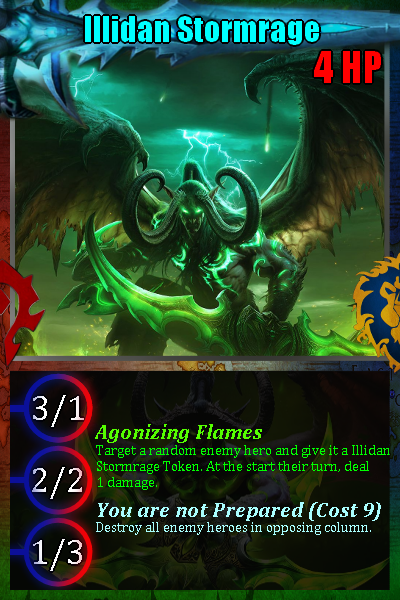 Illidan Stormrage
4 HP
3/1
Agonizing Flames
Target a random enemy hero and give it a Illidan
Stormrage Token. At the start their turn, deal
1 damage.
2/2
You are not Prepared (Cost 9)
Destroy all enemy heroes in opposing column.
1/3